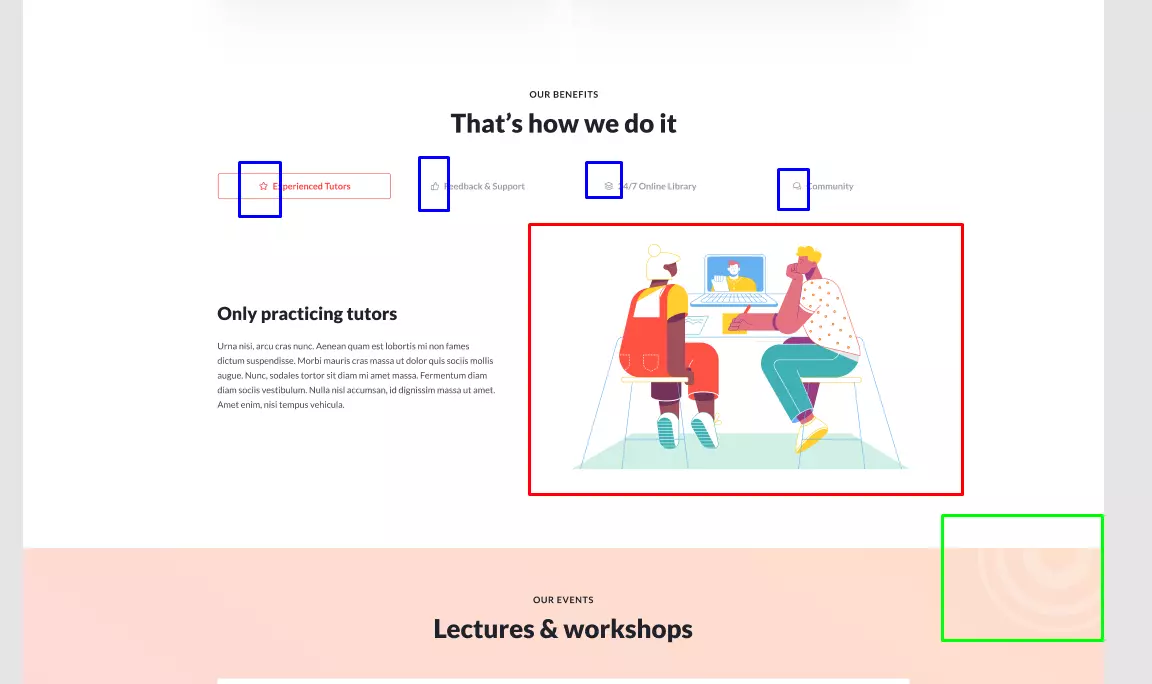 OUR BENEFITS
That's how we do it
Experienced Tutors
Feedback & Support
24/7 Online Library
Community
Only practicing tutors
Urna nisi, arcu cras nunc. Aenean quam est lobortis mi non fames
dictum suspendisse. Morbi mauris cras massa ut dolor quis sociis mollis
augue. Nunc, sodales tortor sit diam mi amet massa. Fermentum diam
diam sociis vestibulum. Nulla nisl accumsan, id dignissim massa ut amet.
Amet enim, nisi tempus vehicula.
OUR EVENTS
Lectures & workshops